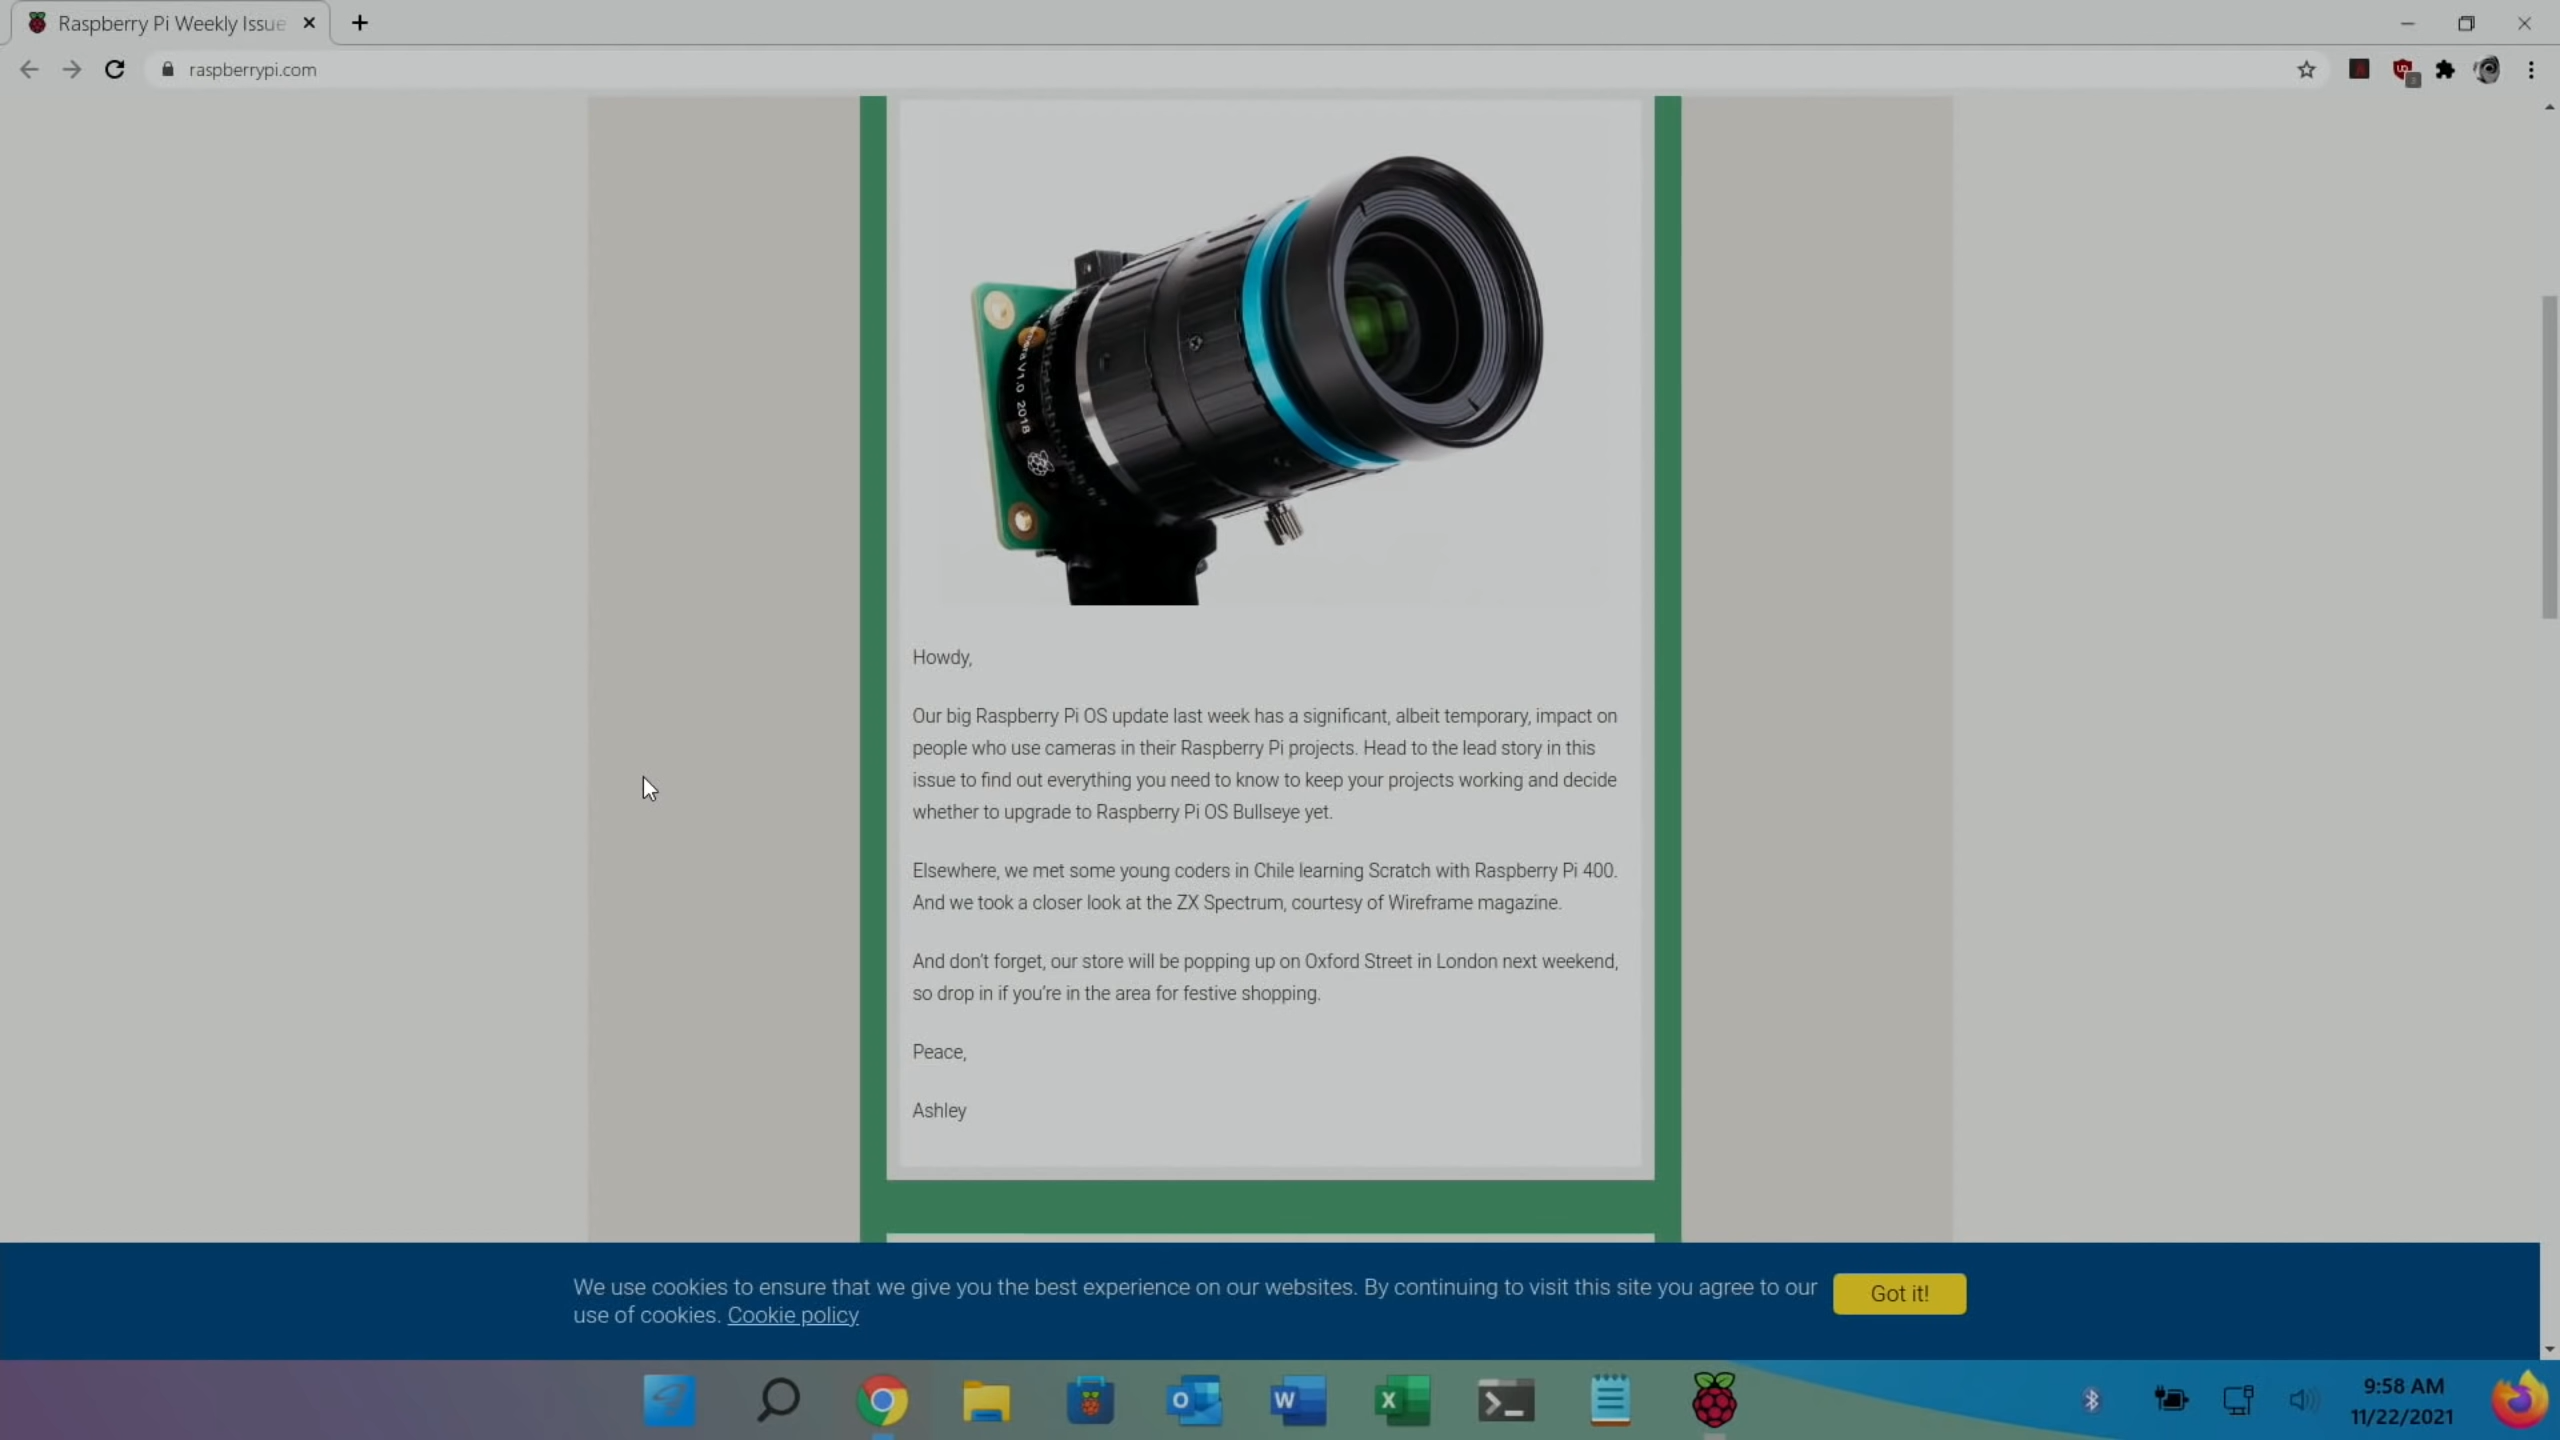 Raspberry Pi Weekly Issue
raspberrypi.com
V1.0 2018
Howdy,
Our big Raspberry Pi OS update last week has a significant, albeit temporary, impact on
people who use cameras in their Raspberry Pi projects. Head to the lead story in this
issue to find out everything you need to know to keep your projects working and decide
whether to upgrade to Raspberry Pi OS Bullseye yet.
Elsewhere, we met some young coders in Chile learning Scratch with Raspberry Pi 400.
And we took a closer look at the ZX Spectrum, courtesy of Wireframe magazine.
And don't forget, our store will be popping up on Oxford Street in London next weekend,
so drop in if you're in the area for festive shopping.
Peace,
Ashley
We use cookies to ensure that we give you the best experience on our websites. By continuing to visit this site you agree to our
use of cookies. Cookie policy
Got it!
9:58 AM
11/22/2021